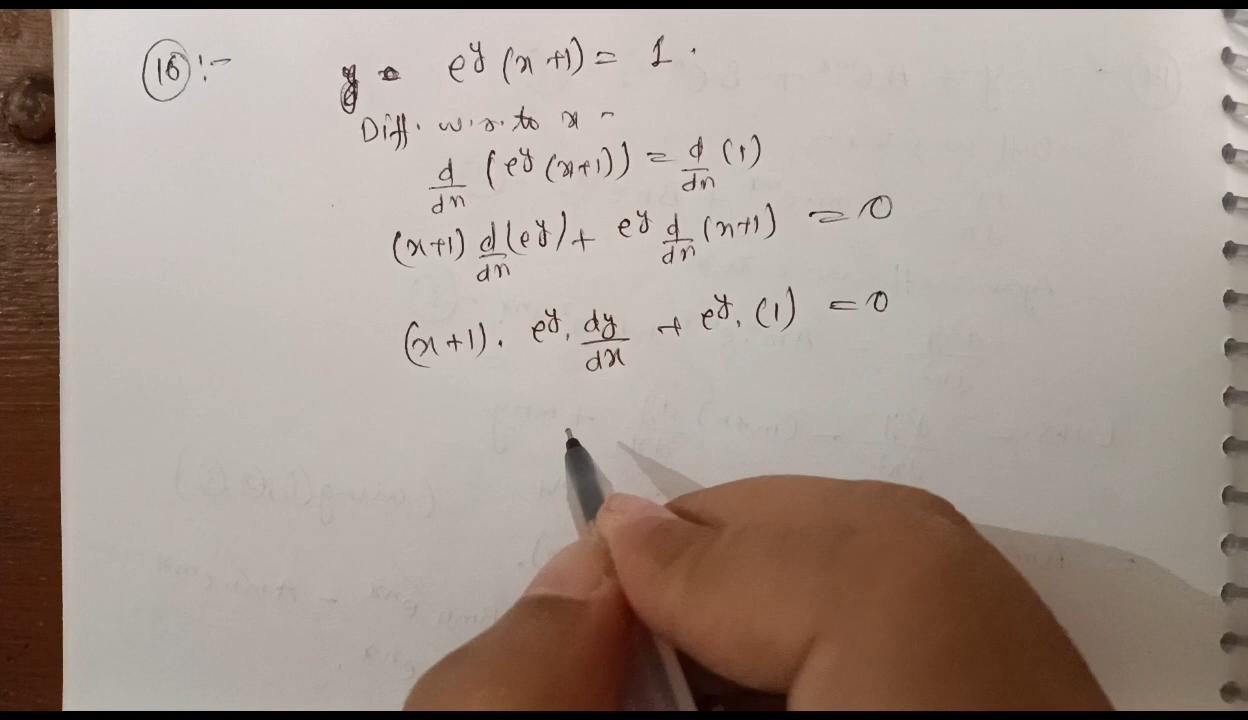 16 :- e^y (x+1) = 1.
Diff. w.r. to x -
d/dx (e^y (x+1)) = d/dx (1)
(x+1) d/dx (e^y) + e^y d/dx (x+1) = 0
(x+1). e^y. dy/dx + e^y. (1) = 0